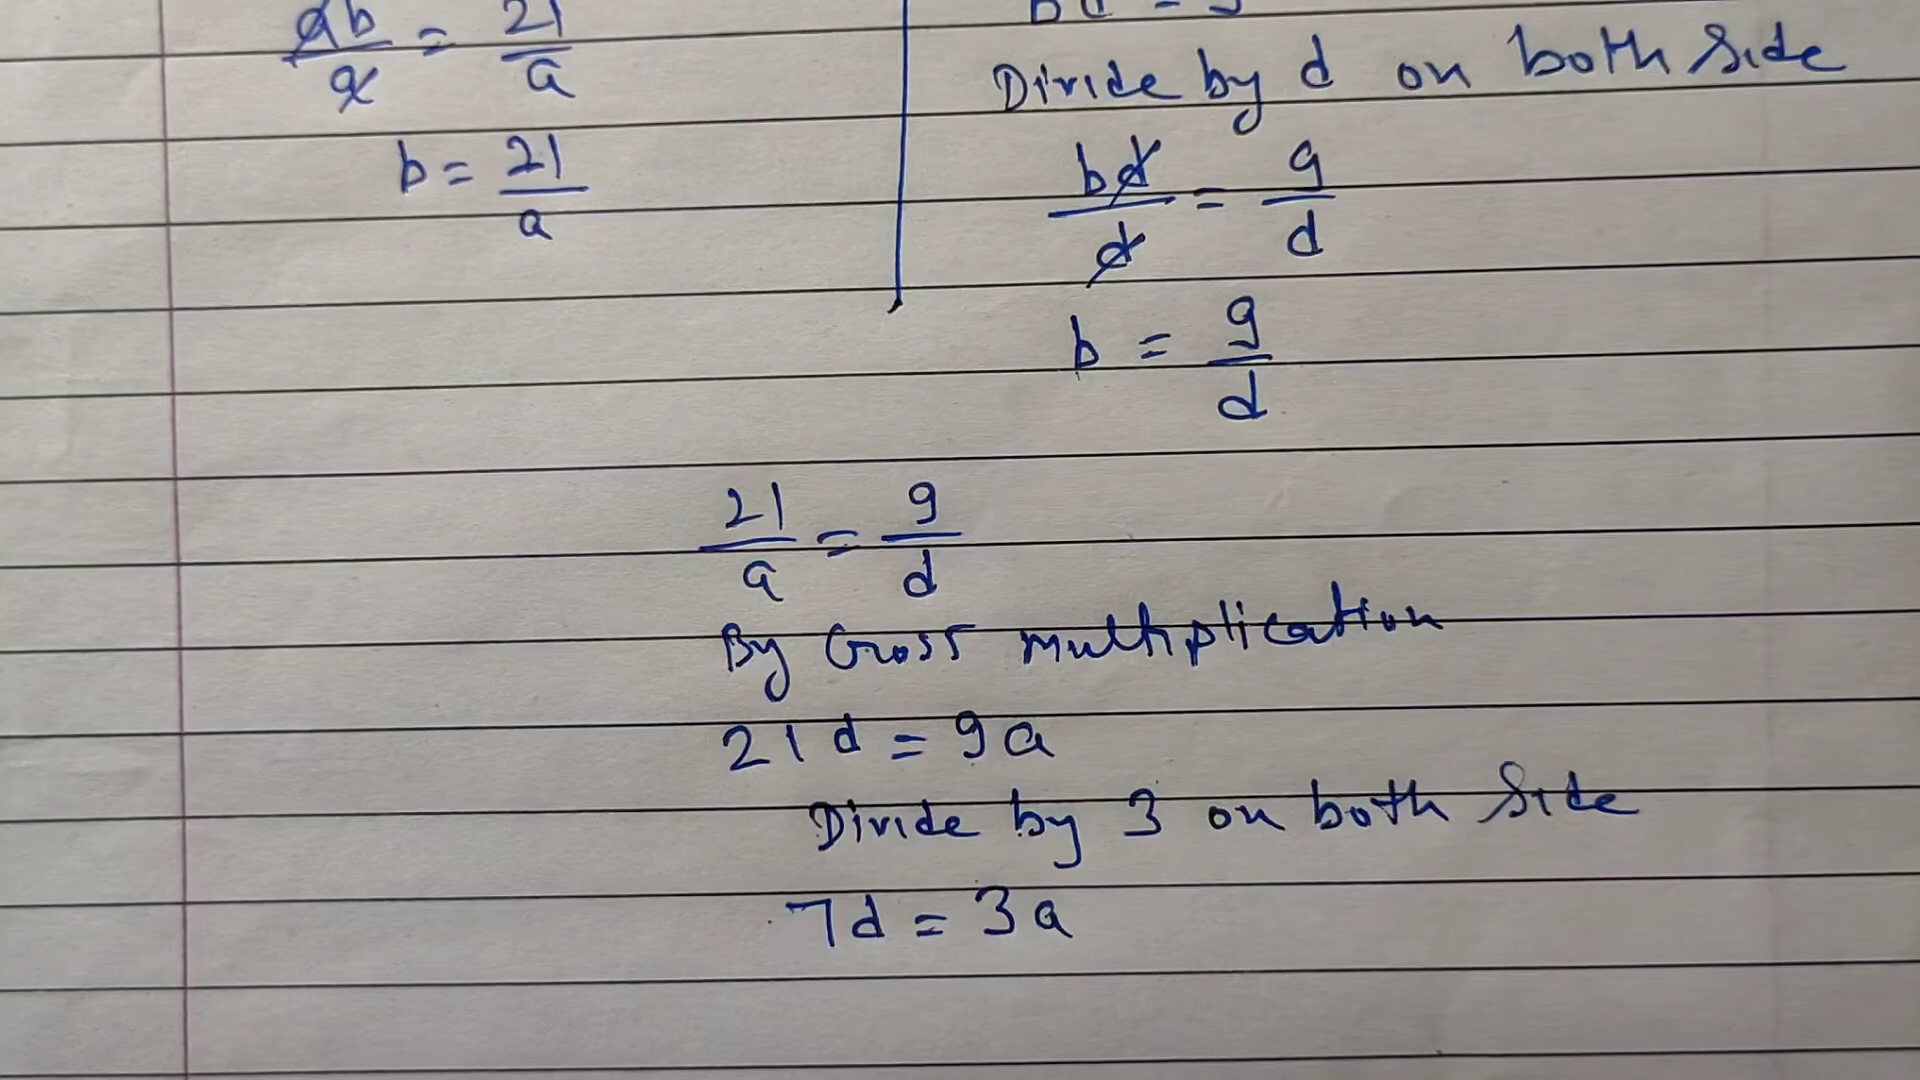 ab/a = 21/a
b = 21/a
Divide by d on both side
bd/d = 9/d
b = 9/d
21/a = 9/d
By Cross multiplication
21d = 9a
Divide by 3 on both side
7d = 3a